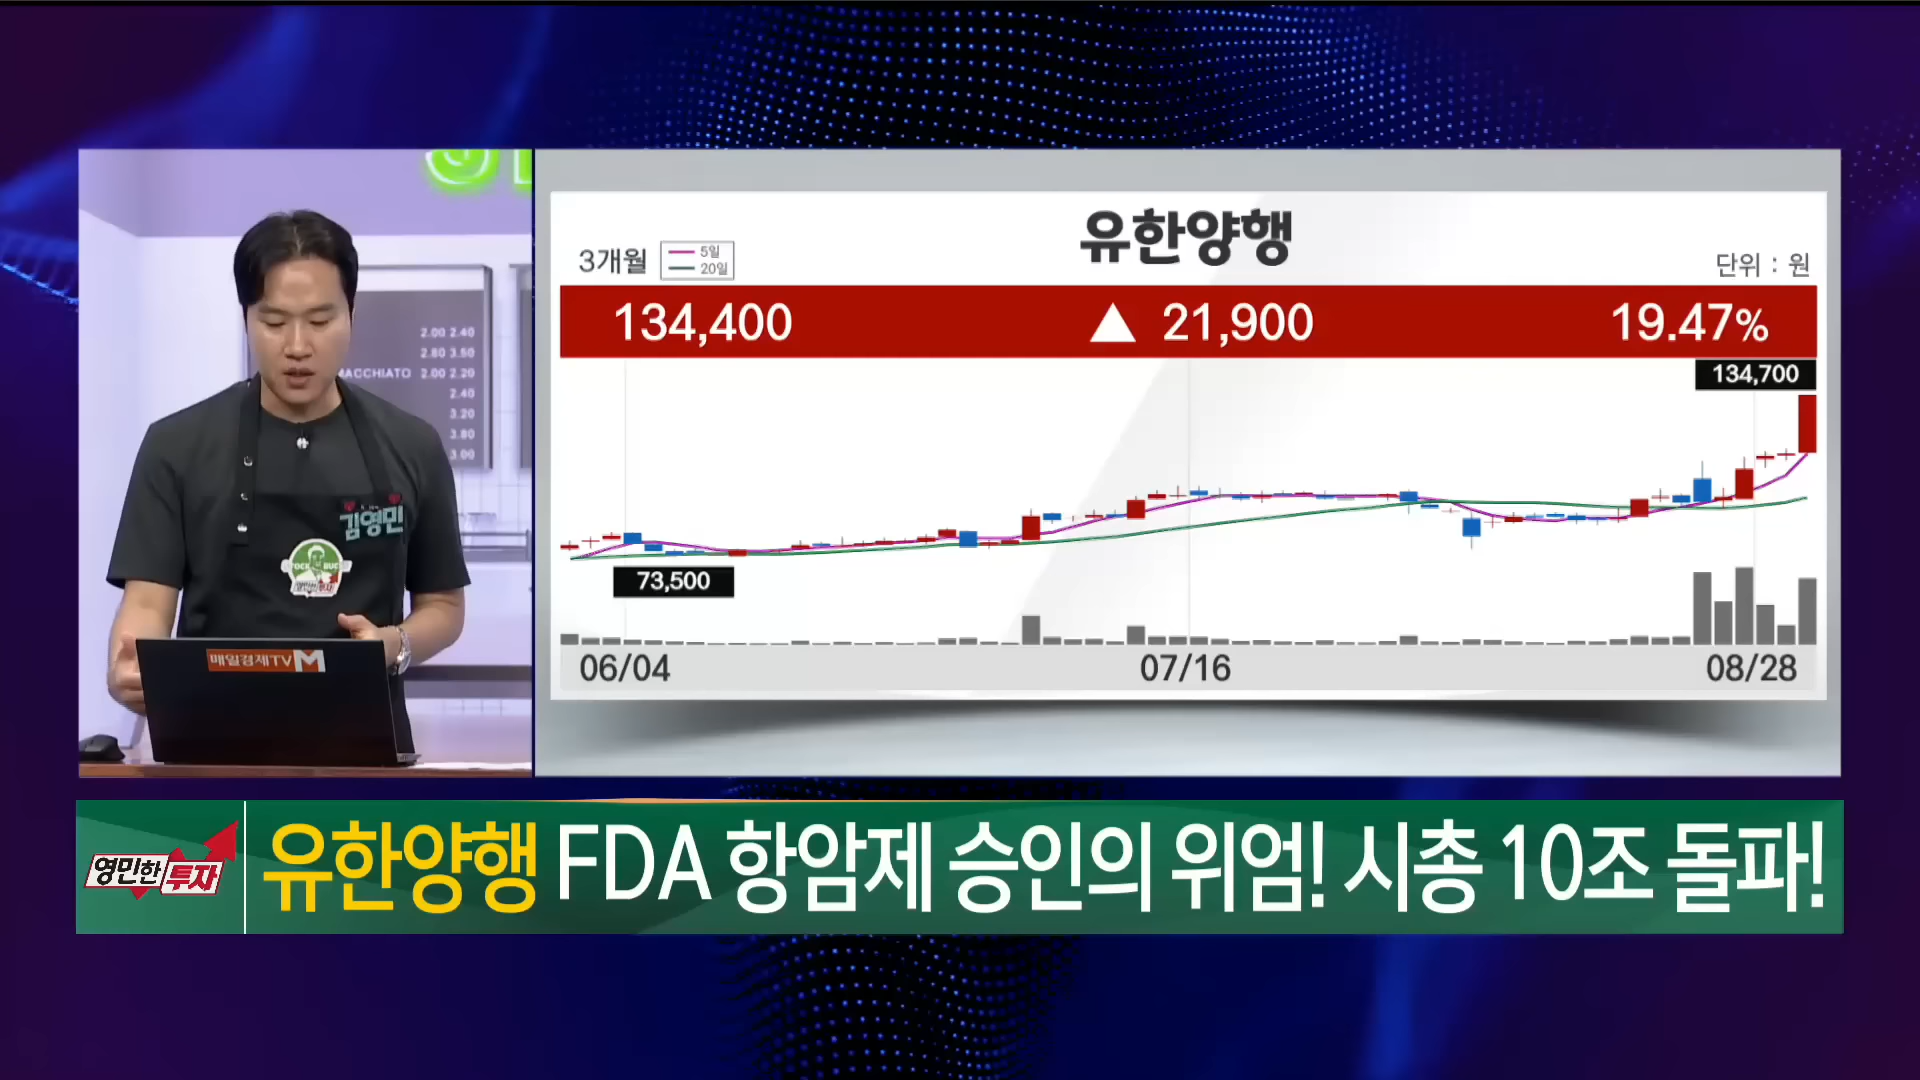 유한양행
3개월
5일
20일
단위 : 원
134,400 ▲ 21,900 19.47%
134,700
73,500
06/04 07/16 08/28
2.00 2.40
2.80 3.50
MACCHIATO 2.00 2.20
2.40
3.20
3.80
3.00
김영민
매일경제TV M
영민한 투자
유한양행 FDA 항암제 승인의 위엄! 시총 10조 돌파!